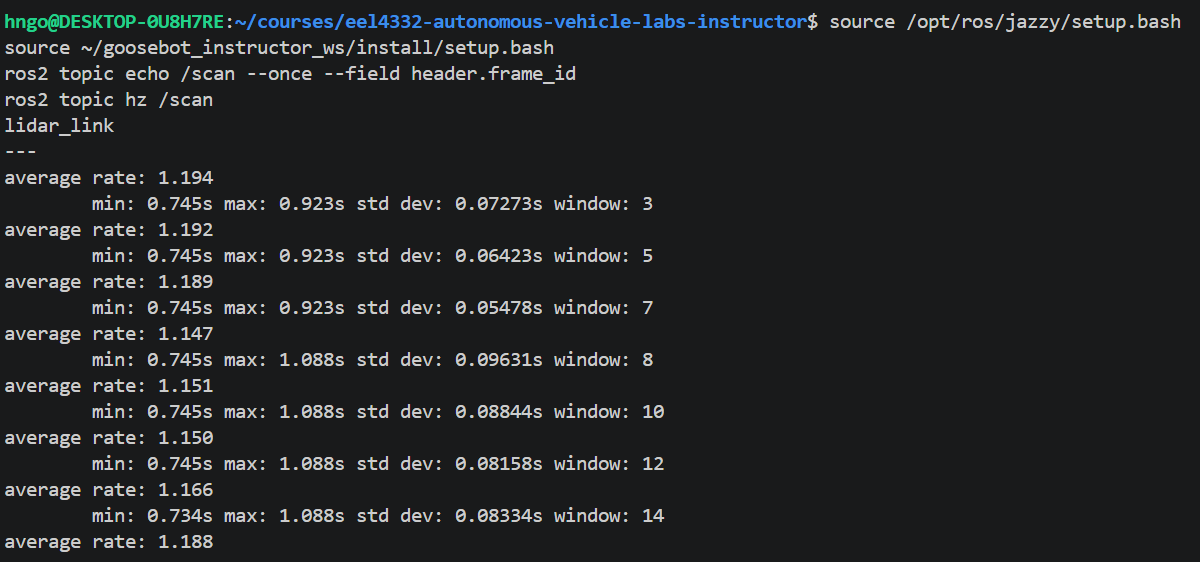 hngo@DESKTOP-0U8H7RE:~/courses/eel4332-autonomous-vehicle-labs-instructor$ source /opt/ros/jazzy/setup.bash
source ~/goosebot_instructor_ws/install/setup.bash
ros2 topic echo /scan --once --field header.frame_id
ros2 topic hz /scan
lidar_link
---
average rate: 1.194
        min: 0.745s max: 0.923s std dev: 0.07273s window: 3
average rate: 1.192
        min: 0.745s max: 0.923s std dev: 0.06423s window: 5
average rate: 1.189
        min: 0.745s max: 0.923s std dev: 0.05478s window: 7
average rate: 1.147
        min: 0.745s max: 1.088s std dev: 0.09631s window: 8
average rate: 1.151
        min: 0.745s max: 1.088s std dev: 0.08844s window: 10
average rate: 1.150
        min: 0.745s max: 1.088s std dev: 0.08158s window: 12
average rate: 1.166
        min: 0.734s max: 1.088s std dev: 0.08334s window: 14
average rate: 1.188